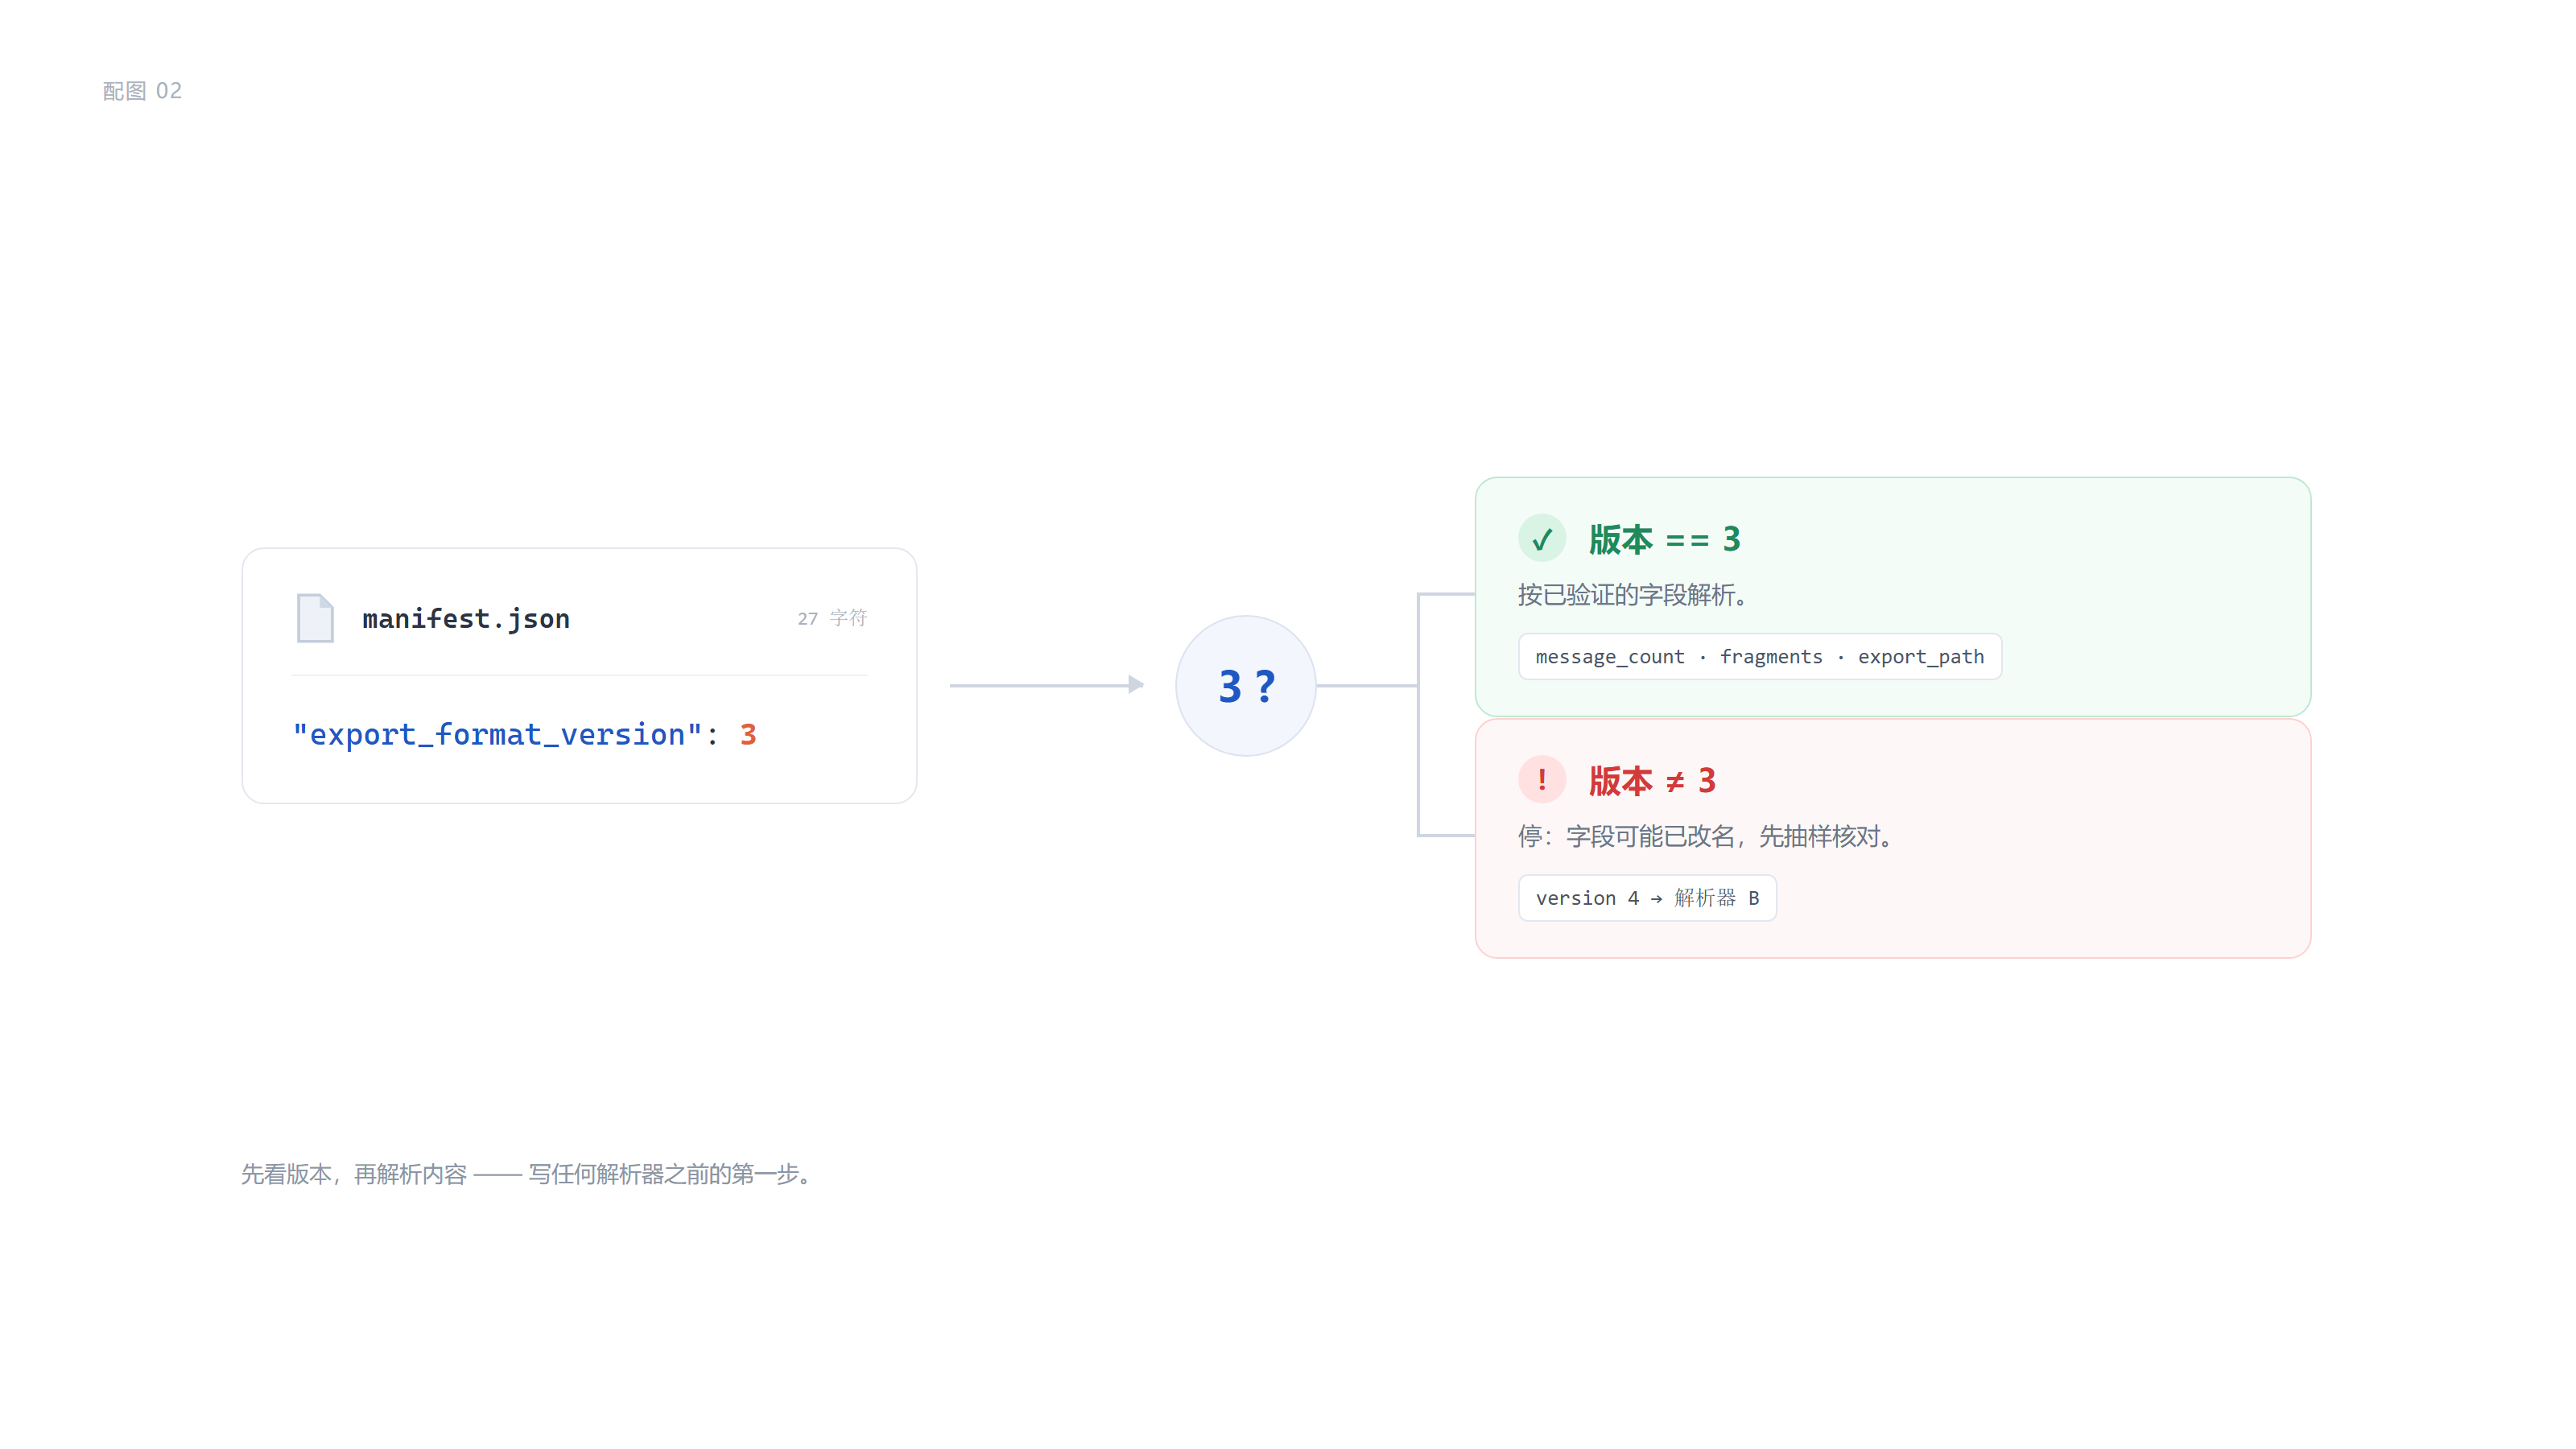 配图 02
manifest.json
27 字符
"export_format_version": 3
3 ?
✓ 版本 == 3
按已验证的字段解析。
message_count · fragments · export_path
! 版本 ≠ 3
停：字段可能已改名，先抽样核对。
version 4 → 解析器 B
先看版本，再解析内容 —— 写任何解析器之前的第一步。